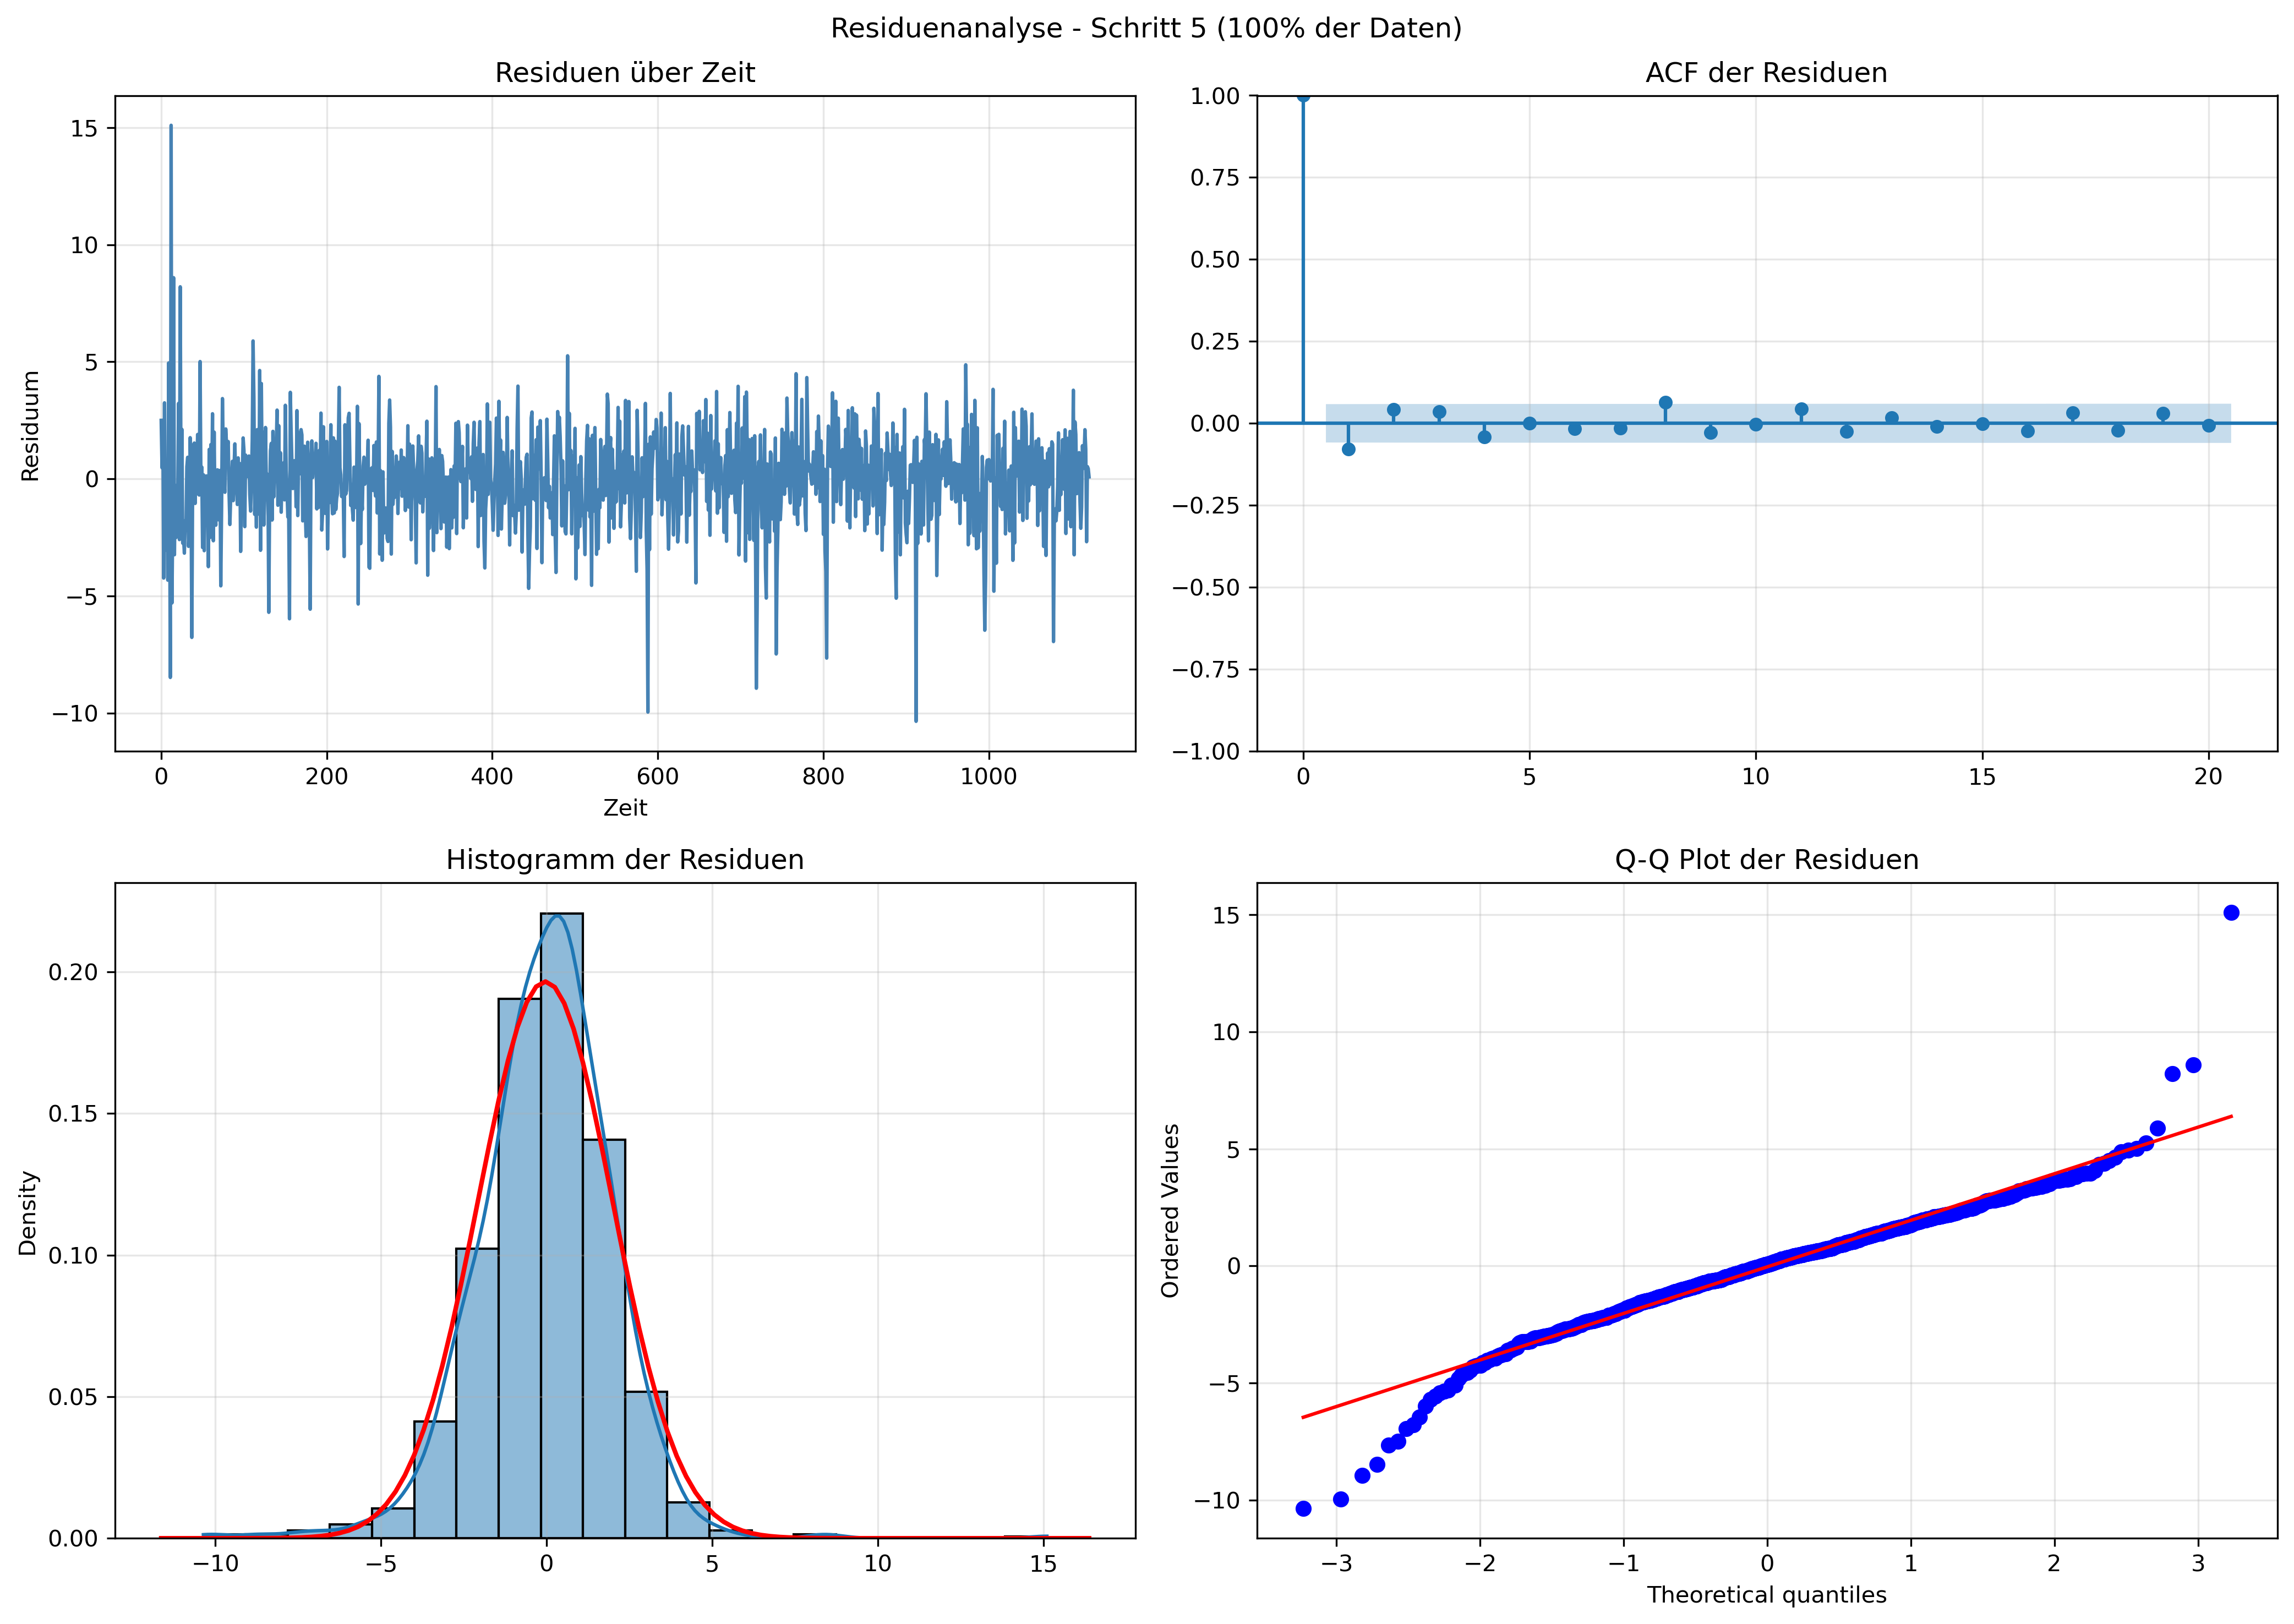 Residuenanalyse - Schritt 5 (100% der Daten)
Residuen über Zeit
15
10
5
0
−5
−10
Residuum
0 200 400 600 800 1000
Zeit
ACF der Residuen
1.00
0.75
0.50
0.25
0.00
−0.25
−0.50
−0.75
−1.00
0 5 10 15 20
Histogramm der Residuen
0.20
0.15
0.10
0.05
0.00
Density
−10 −5 0 5 10 15
Q-Q Plot der Residuen
15
10
5
0
−5
−10
Ordered Values
−3 −2 −1 0 1 2 3
Theoretical quantiles